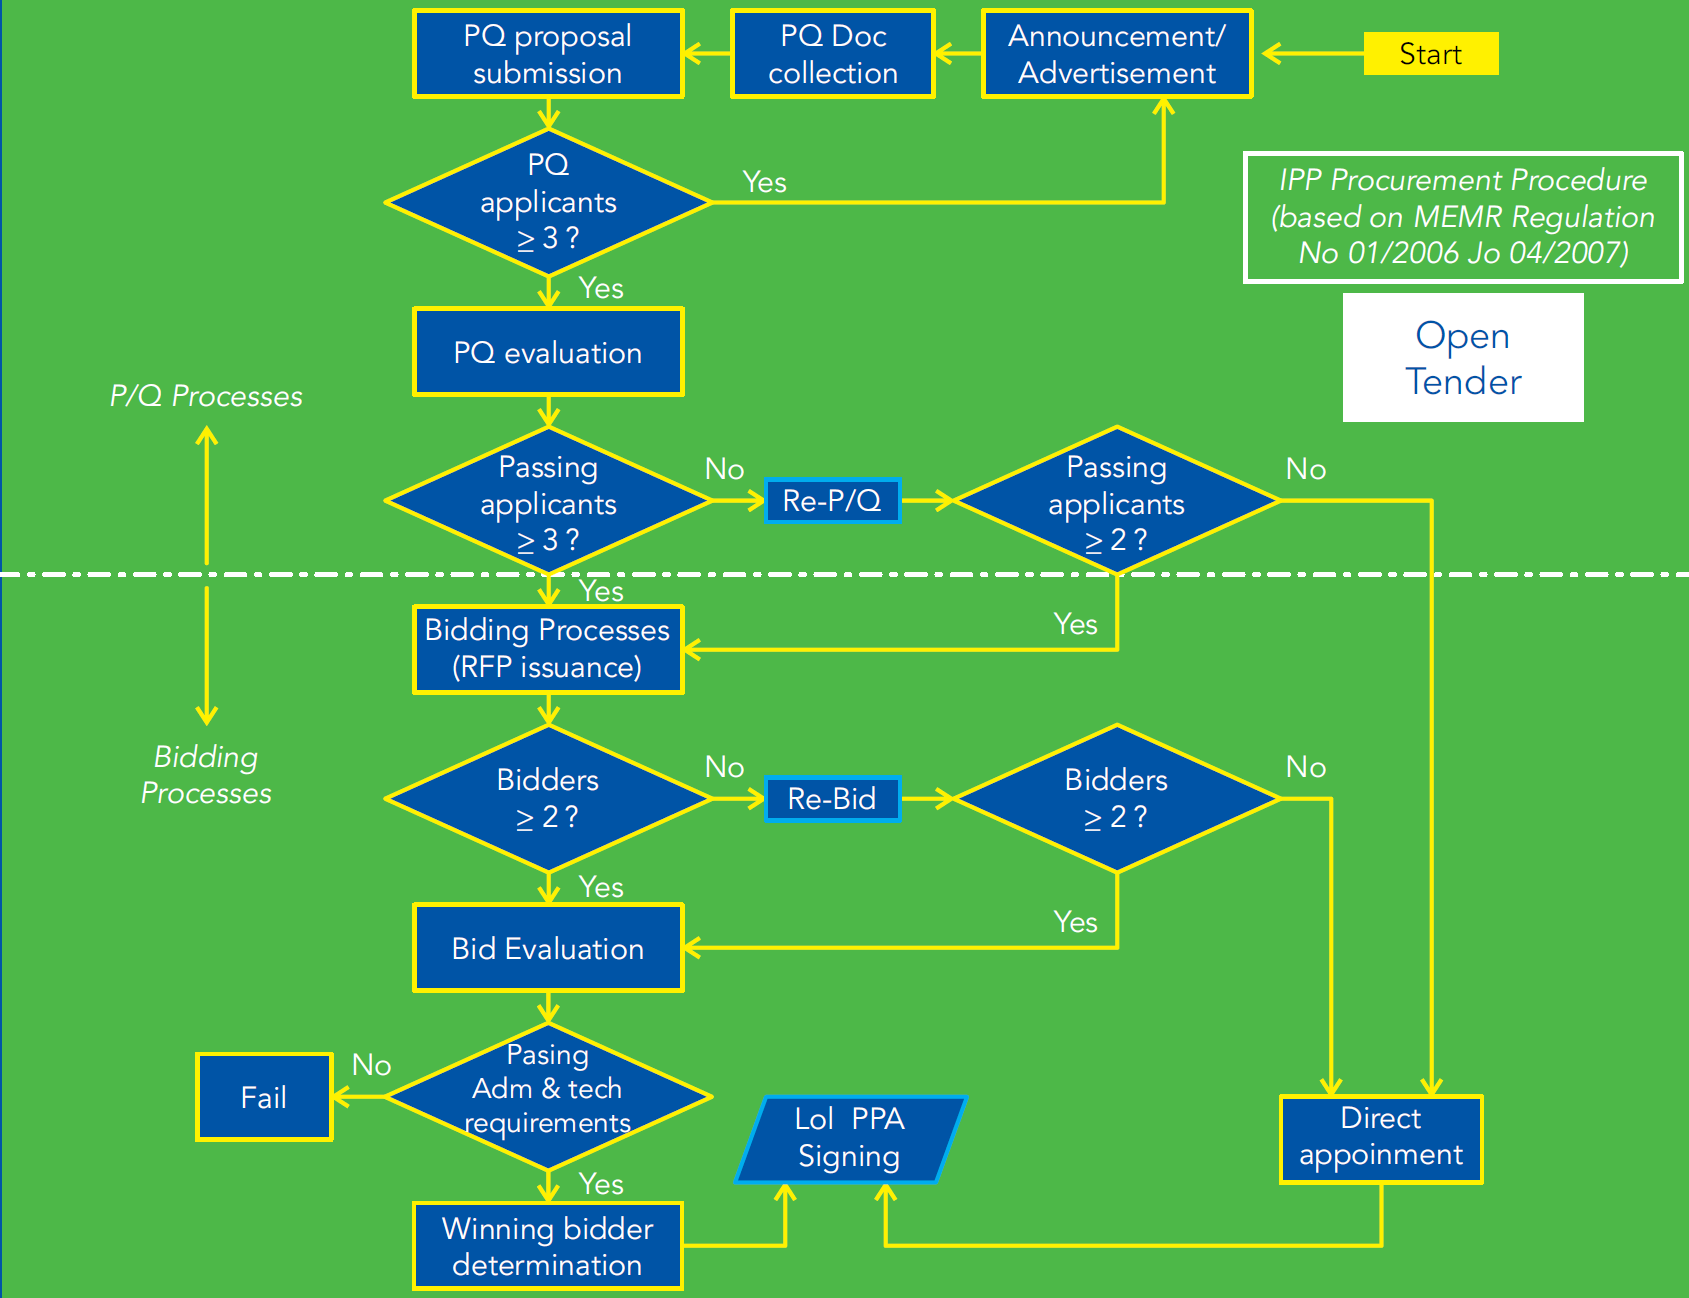 PQ proposal
submission
PQ Doc
collection
Announcement/
Advertisement
Start
PQ
applicants
≥ 3 ?
Yes
IPP Procurement Procedure
(based on MEMR Regulation
No 01/2006 Jo 04/2007)
Yes
Open
Tender
PQ evaluation
P/Q Processes
Passing
applicants
≥ 3 ?
No
Re-P/Q
Passing
applicants
≥ 2 ?
No
Yes
Bidding Processes
(RFP issuance)
Yes
Bidding
Processes
Bidders
≥ 2 ?
No
Re-Bid
Bidders
≥ 2 ?
No
Yes
Bid Evaluation
Yes
Pasing
Adm & tech
requirements
No
Fail
LoI PPA
Signing
Direct
appoinment
Yes
Winning bidder
determination